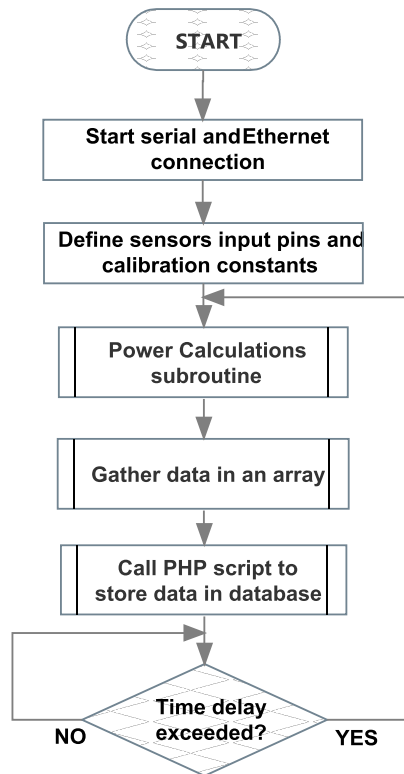 START
Start serial andEthernet
connection
Define sensors input pins and
calibration constants
Power Calculations
subroutine
Gather data in an array
Call PHP script to
store data in database
Time delay
exceeded?
NO
YES